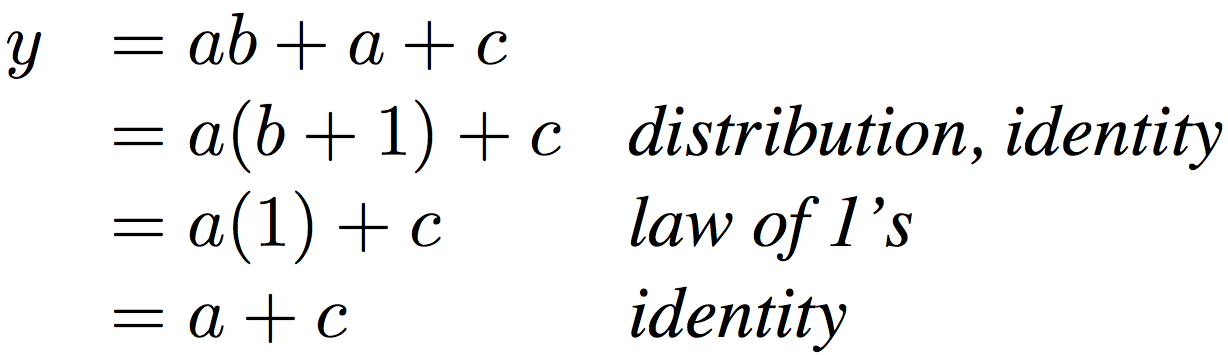 y = ab + a + c
= a(b + 1) + c distribution, identity
= a(1) + c law of 1’s
= a + c identity